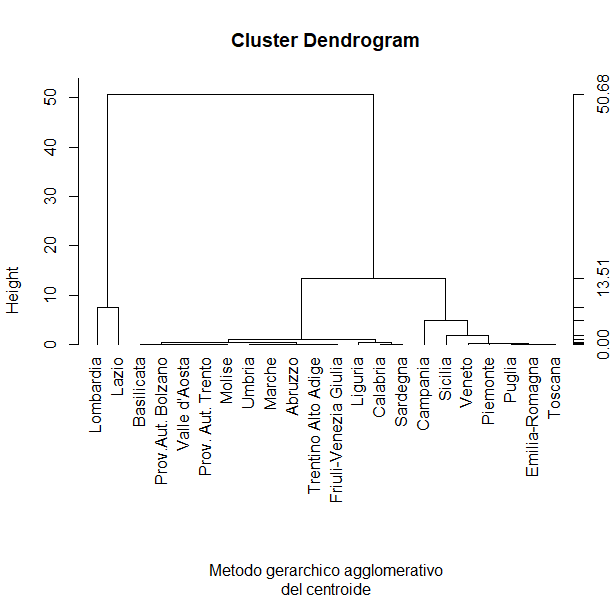 Cluster Dendrogram
Height
0
10
20
30
40
50
0.00
13.51
50.68
Lombardia
Lazio
Basilicata
Prov.Aut. Bolzano
Valle d'Aosta
Prov. Aut. Trento
Molise
Umbria
Marche
Abruzzo
Trentino Alto Adige
Friuli-Venezia Giulia
Liguria
Calabria
Sardegna
Campania
Sicilia
Veneto
Piemonte
Puglia
Emilia-Romagna
Toscana
Metodo gerarchico agglomerativo
del centroide